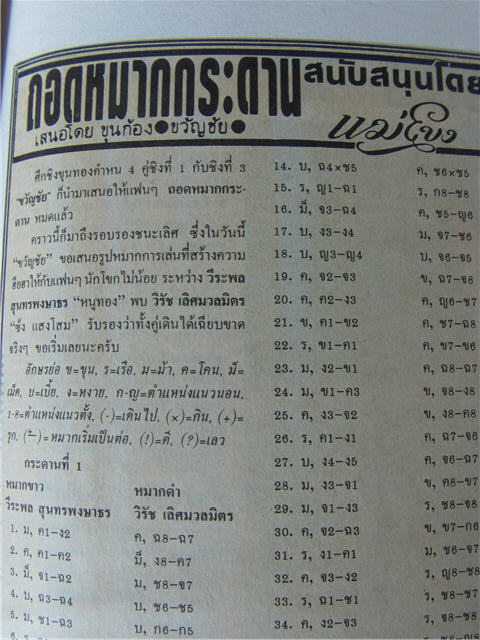 ถอดหมากกระดาน
สนับสนุนโดย
เสนอโดย ขุนก้อง●ขวัญชัย●
แม่โขง
ศึกชิงขุนทองคำหน 4 คู่ชิงที่ 1 กับชิงที่ 3
"ขวัญชัย" ก็นำมาเสนอให้แฟนๆ ถอดหมากกระ-
ดาน หมดแล้ว
คราวนี้ก็มาถึงรอบรองชนะเลิศ ซึ่งในวันนี้
"ขวัญชัย" ขอเสนอรูปหมากการเล่นที่สร้างความ
ฮือฮาให้กับแฟนๆ นักโขกไม่น้อย ระหว่าง วีระพล
สุนทรพงษาธร "หนูทอง" พบ วิรัช เลิศมวลมิตร
"ซ้ง แสงโสม" รับรองว่าทั้งคู่เดินได้เฉียบขาด
จริงๆ ขอเริ่มเลยนะครับ
อักษรย่อ ข=ขุน, ร=เรือ, ม=ม้า, ค=โคน, ม็=
เม็ด, บ=เบี้ย, ง=หงาย, ก-ญ=ตำแหน่งแนวนอน,
1-8=ตำแหน่งแนวตั้ง, (-)=เดินไป, (×)=กิน, (+)=
รุก, =หมากเริ่มเป็นต่อ, (!)=ดี, (?)=เลว
กระดานที่ 1
หมากขาว หมากดำ
วีระพล สุนทรพงษาธร วิรัช เลิศมวลมิตร
1. ม, ค1-ง2 ค, ฉ8-ฉ7
2. ค, ค1-ค2 ม็, ง8-ค7
3. ม็, จ1-ฉ2 ม, ช8-จ7
4. บ, ฉ3-ฉ4 บ, ช6-ช5
5. ม, ช1-ฉ3 บ, ก6-ก5
14. บ, ฉ4×ช5 ค, ช6×ช5
15. ร, ญ1-ฉ1 ร, ก8-ช8
16. ม็, จ3-ฉ4 ค, ช5-ญ6
17. บ, ง3-ง4 ม, จ7-ช6
18. บ, ญ3-ญ4 บ, จ6-จ5
19. ค, จ2-จ3 ข, ฉ7-จ8
20. ค, ค2-ง3 ค, ญ6-ช7
21. ข, ค1-ข2 ค, ช7-ฉ8
22. ร, ข1-ค1 ค, ข7-ข6
23. ม, ง2-ข1 ค, ฉ8-ฉ7
24. ม, ข1-ค3 ข, จ8-ง8
25. ค, ง3-จ2 ข, ง8-ค8
26. ร, ค1-ง1 ค, ฉ7-จ6
27. บ, ง4-ง5 ค, จ6-ฉ7
28. ม, ง3-จ1 ข, ค8-ข7
29. ม, จ1-ง3 ร, ช8-จ8
30. ค, จ2-ฉ3 ข, ข7-ก6
31. ร, ง1-ค1 ม, ช6-จ7
32. ค, จ3-ง2 ร, ญ8-ช8
33. ร, ฉ1-ช1 ร, ช8-ช7
34. ค, ง2-จ3